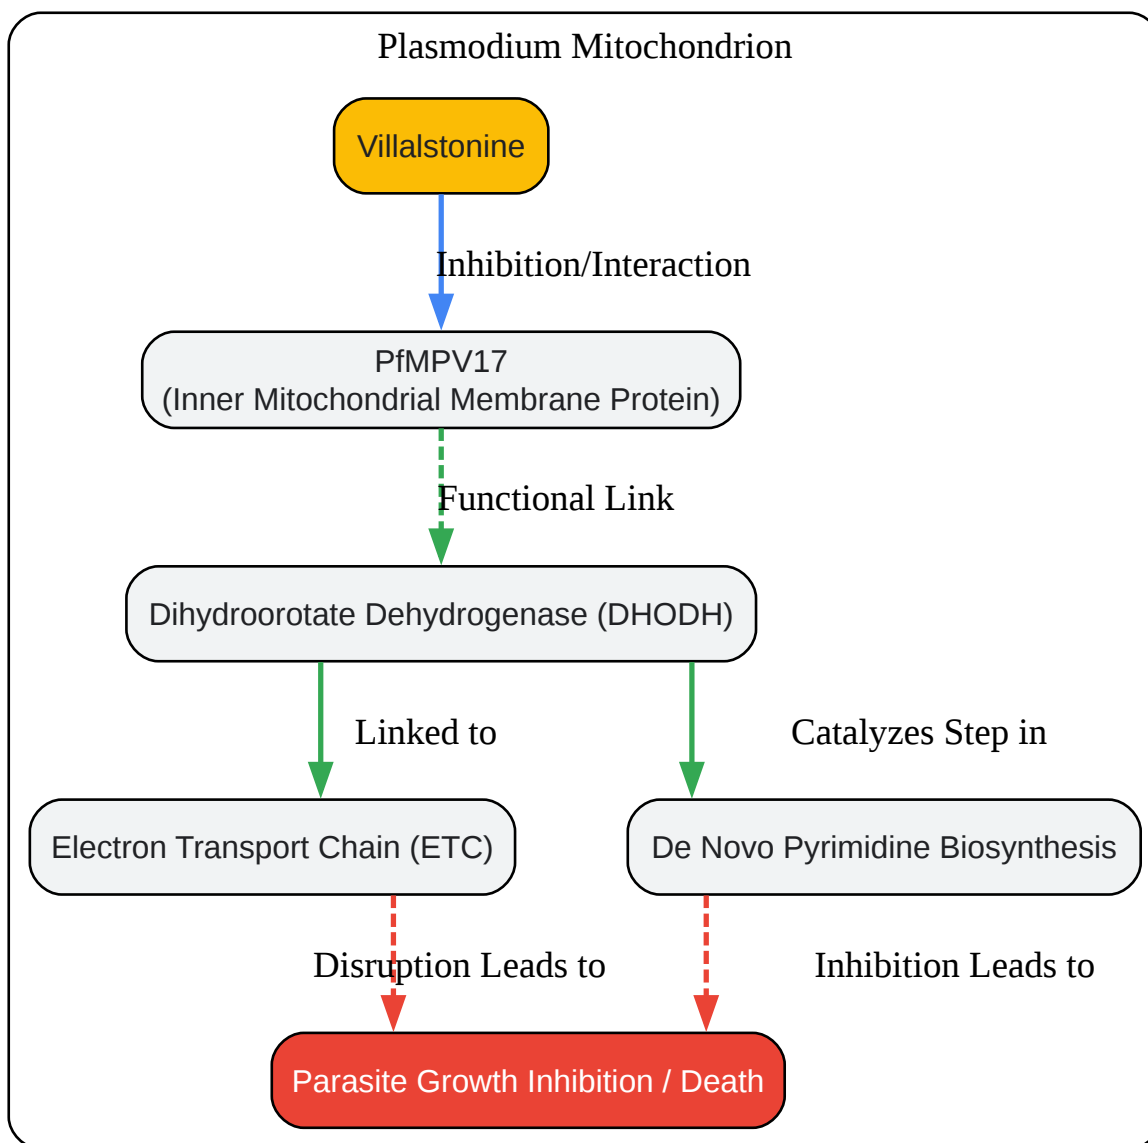 Plasmodium Mitochondrion
Villalstonine
Inhibition/Interaction
PfMPV17
(Inner Mitochondrial Membrane Protein)
Functional Link
Dihydroorotate Dehydrogenase (DHODH)
Linked to
Catalyzes Step in
Electron Transport Chain (ETC)
De Novo Pyrimidine Biosynthesis
Disruption Leads to
Inhibition Leads to
Parasite Growth Inhibition / Death